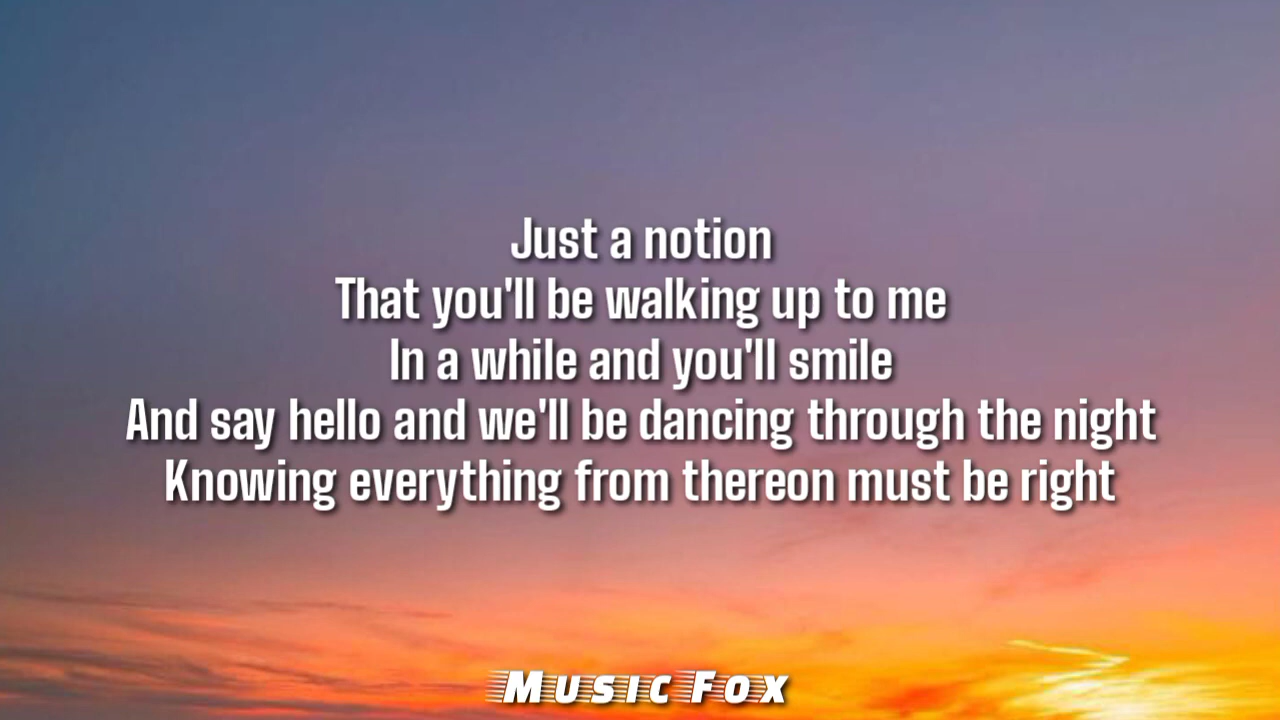 Just a notion
That you'll be walking up to me
In a while and you'll smile
And say hello and we'll be dancing through the night
Knowing everything from thereon must be right
Music Fox